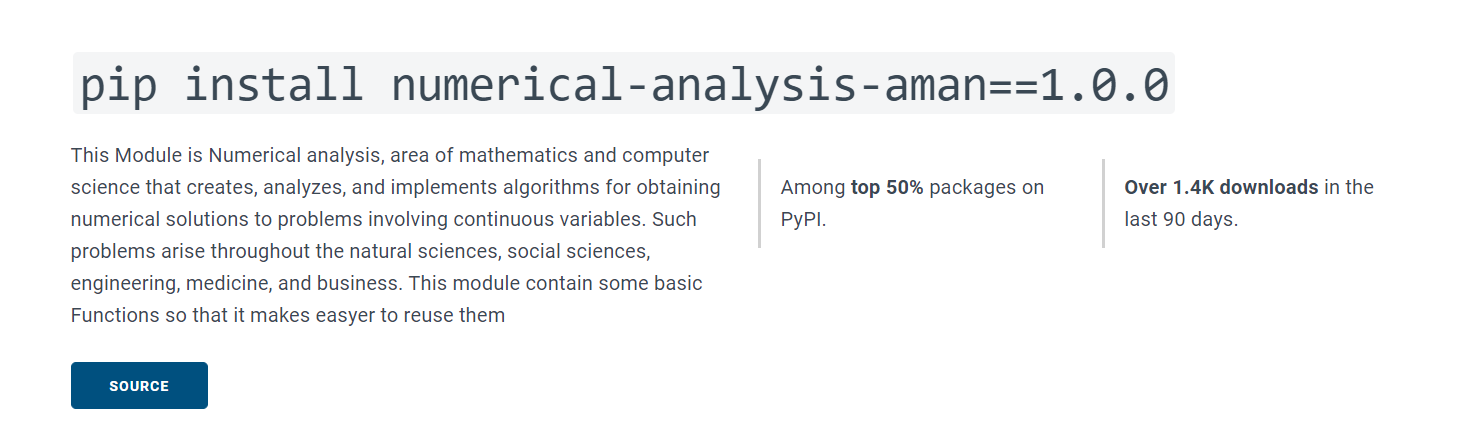 pip install numerical-analysis-aman==1.0.0
This Module is Numerical analysis, area of mathematics and computer
science that creates, analyzes, and implements algorithms for obtaining
numerical solutions to problems involving continuous variables. Such
problems arise throughout the natural sciences, social sciences,
engineering, medicine, and business. This module contain some basic
Functions so that it makes easyer to reuse them
Among top 50% packages on
PyPI.
Over 1.4K downloads in the
last 90 days.
SOURCE